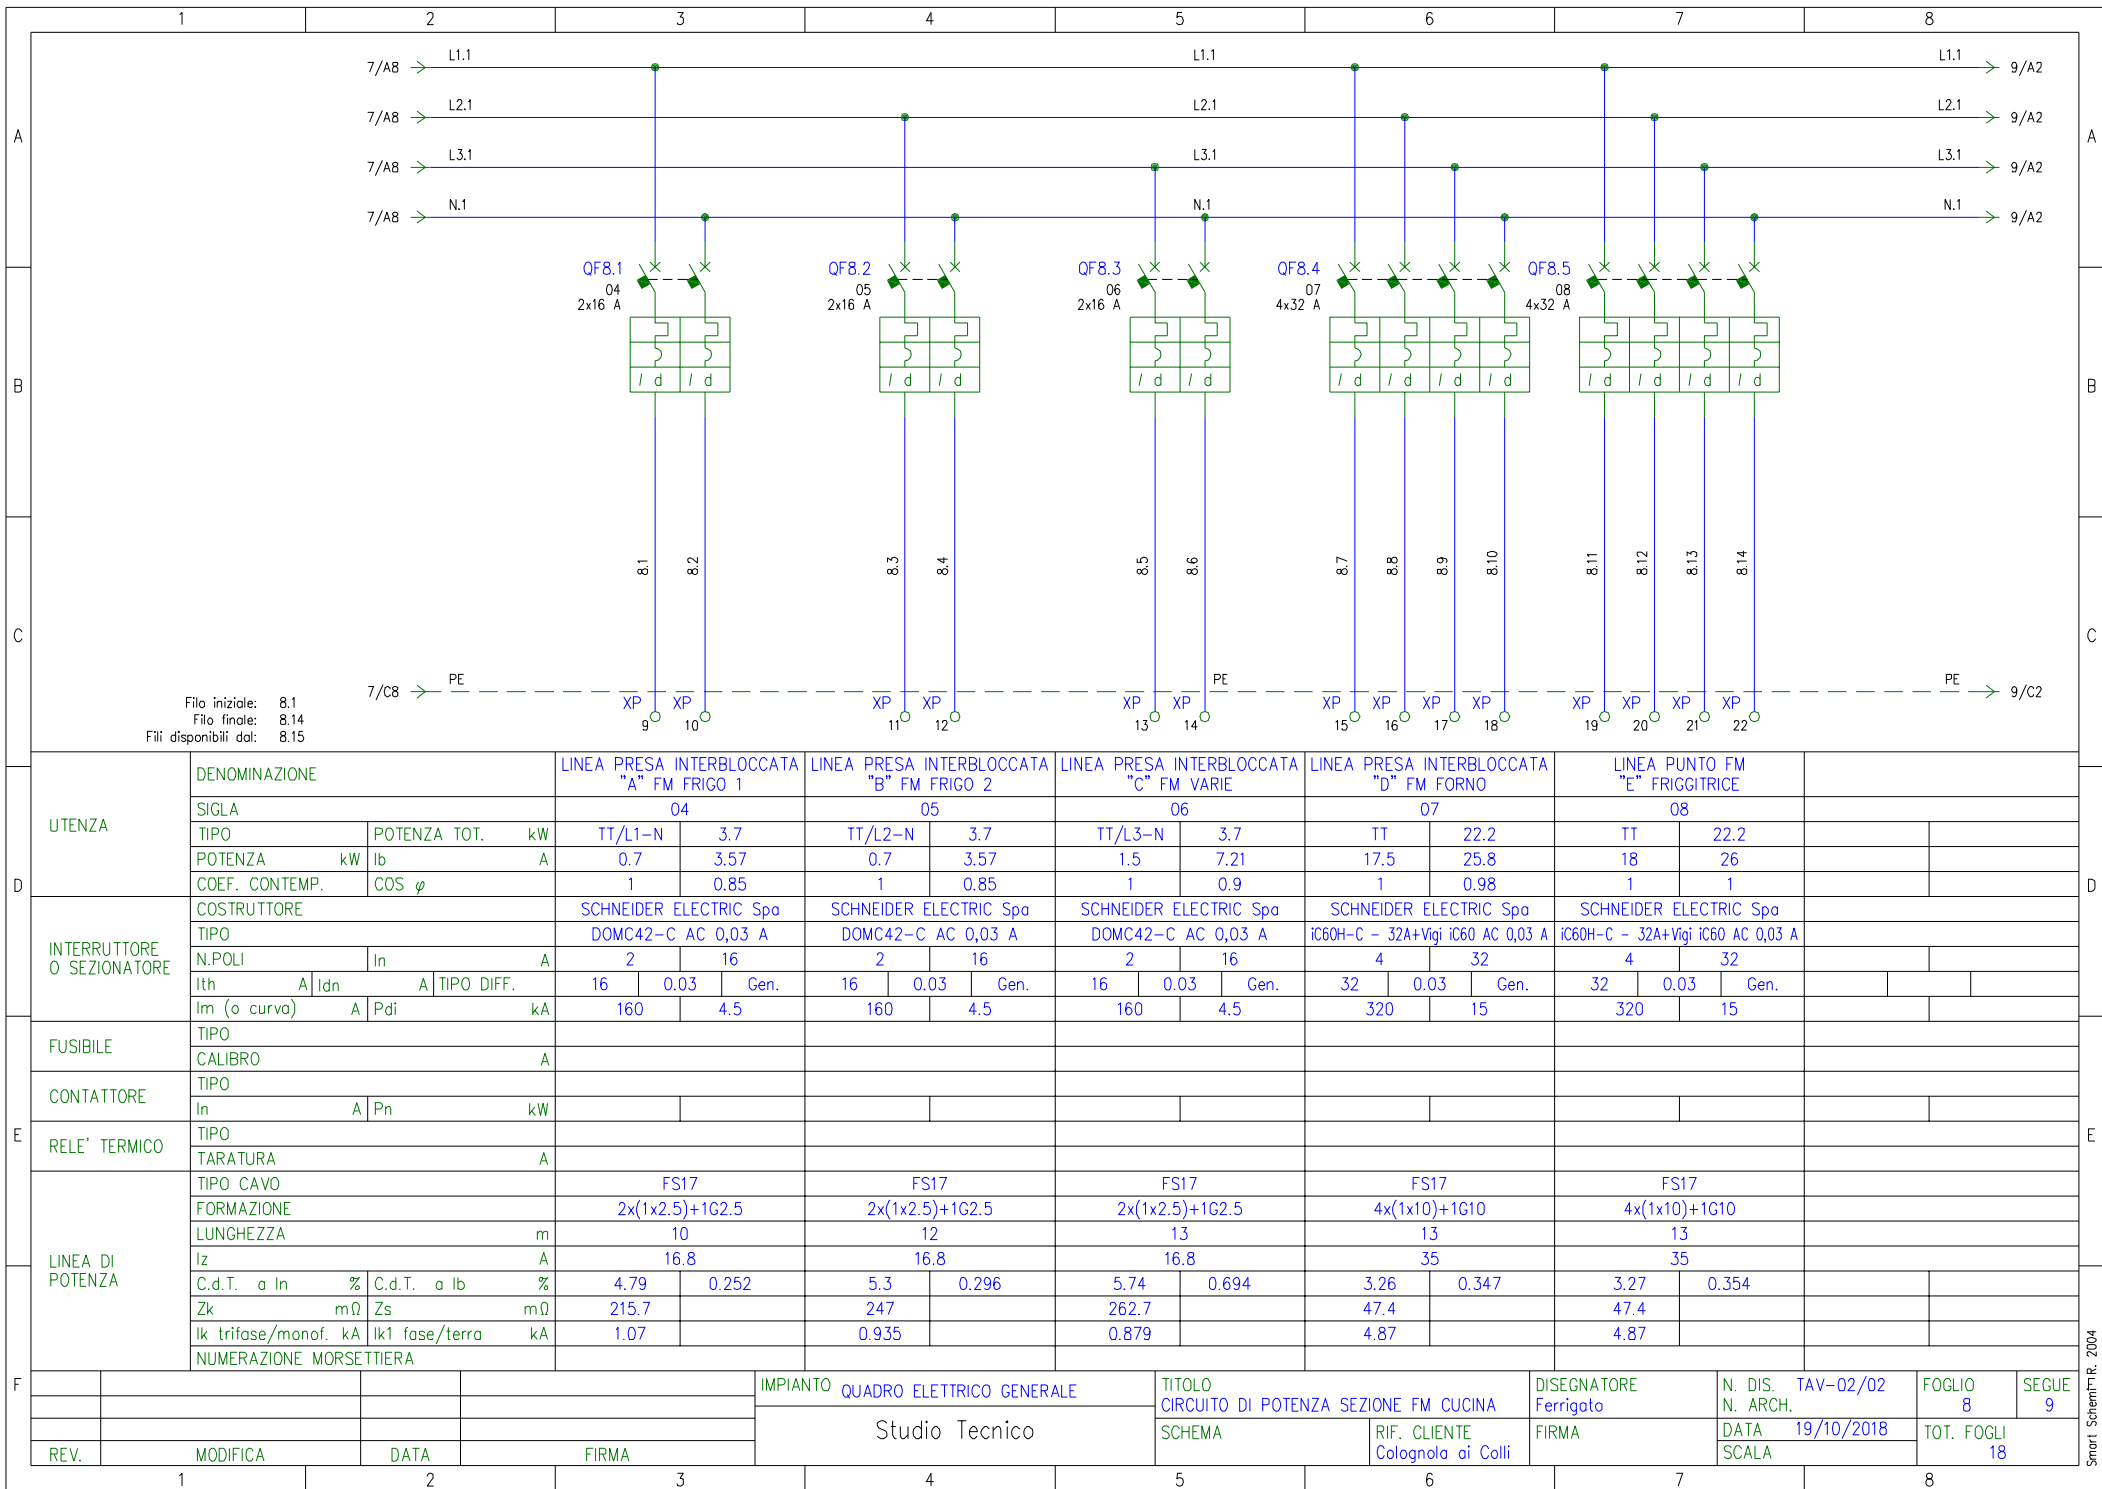 1 2 3 4 5 6 7 8
7/A8 L1.1 L1.1 L1.1 9/A2
7/A8 L2.1 L2.1 L2.1 9/A2
A A
7/A8 L3.1 L3.1 L3.1 9/A2
7/A8 N.1 N.1 N.1 9/A2
QF8.1 QF8.2 QF8.3 QF8.4 QF8.5
04 05 06 07 08
2x16 A 2x16 A 2x16 A 4x32 A 4x32 A
I d I d I d I d I d I d I d I d I d I d I d I d I d I d
B B
8.1 8.2 8.3 8.4 8.5 8.6 8.7 8.8 8.9 8.10 8.11 8.12 8.13 8.14
C C
7/C8 PE PE PE 9/C2
Filo iniziale: 8.1
Filo finale: 8.14
Fili disponibili dal: 8.15
XP XP XP XP XP XP XP XP XP XP XP XP XP XP
9 10 11 12 13 14 15 16 17 18 19 20 21 22
UTENZA
DENOMINAZIONE LINEA PRESA INTERBLOCCATA "A" FM FRIGO 1 LINEA PRESA INTERBLOCCATA "B" FM FRIGO 2 LINEA PRESA INTERBLOCCATA "C" FM VARIE LINEA PRESA INTERBLOCCATA "D" FM FORNO LINEA PUNTO FM "E" FRIGGITRICE
SIGLA 04 05 06 07 08
TIPO POTENZA TOT. kW TT/L1-N 3.7 TT/L2-N 3.7 TT/L3-N 3.7 TT 22.2 TT 22.2
POTENZA kW Ib A 0.7 3.57 0.7 3.57 1.5 7.21 17.5 25.8 18 26
COEF. CONTEMP. COS φ 1 0.85 1 0.85 1 0.9 1 0.98 1 1
D D
INTERRUTTORE
O SEZIONATORE
COSTRUTTORE SCHNEIDER ELECTRIC Spa SCHNEIDER ELECTRIC Spa SCHNEIDER ELECTRIC Spa SCHNEIDER ELECTRIC Spa SCHNEIDER ELECTRIC Spa
TIPO DOMC42-C AC 0,03 A DOMC42-C AC 0,03 A DOMC42-C AC 0,03 A iC60H-C - 32A+Vigi iC60 AC 0,03 A iC60H-C - 32A+Vigi iC60 AC 0,03 A
N.POLI In A 2 16 2 16 2 16 4 32 4 32
Ith A Idn A TIPO DIFF. 16 0.03 Gen. 16 0.03 Gen. 16 0.03 Gen. 32 0.03 Gen. 32 0.03 Gen.
Im (o curva) A Pdi kA 160 4.5 160 4.5 160 4.5 320 15 320 15
FUSIBILE
TIPO
CALIBRO A
CONTATTORE
TIPO
In A Pn kW
E E
RELE' TERMICO
TIPO
TARATURA A
LINEA DI
POTENZA
TIPO CAVO FS17 FS17 FS17 FS17 FS17
FORMAZIONE 2x(1x2.5)+1G2.5 2x(1x2.5)+1G2.5 2x(1x2.5)+1G2.5 4x(1x10)+1G10 4x(1x10)+1G10
LUNGHEZZA m 10 12 13 13 13
Iz A 16.8 16.8 16.8 35 35
C.d.T. a In % C.d.T. a Ib % 4.79 0.252 5.3 0.296 5.74 0.694 3.26 0.347 3.27 0.354
Zk mΩ Zs mΩ 215.7 247 262.7 47.4 47.4
Ik trifase/monof. kA Ik1 fase/terra kA 1.07 0.935 0.879 4.87 4.87
NUMERAZIONE MORSETTIERA
F
REV. MODIFICA DATA FIRMA
IMPIANTO QUADRO ELETTRICO GENERALE
Studio Tecnico
TITOLO
CIRCUITO DI POTENZA SEZIONE FM CUCINA
SCHEMA
RIF. CLIENTE
Colognola ai Colli
DISEGNATORE
Ferrigato
FIRMA
N. DIS. TAV-02/02
N. ARCH.
DATA 19/10/2018
SCALA
FOGLIO
8
SEGUE
9
TOT. FOGLI
18
1 2 3 4 5 6 7 8
R. 2004